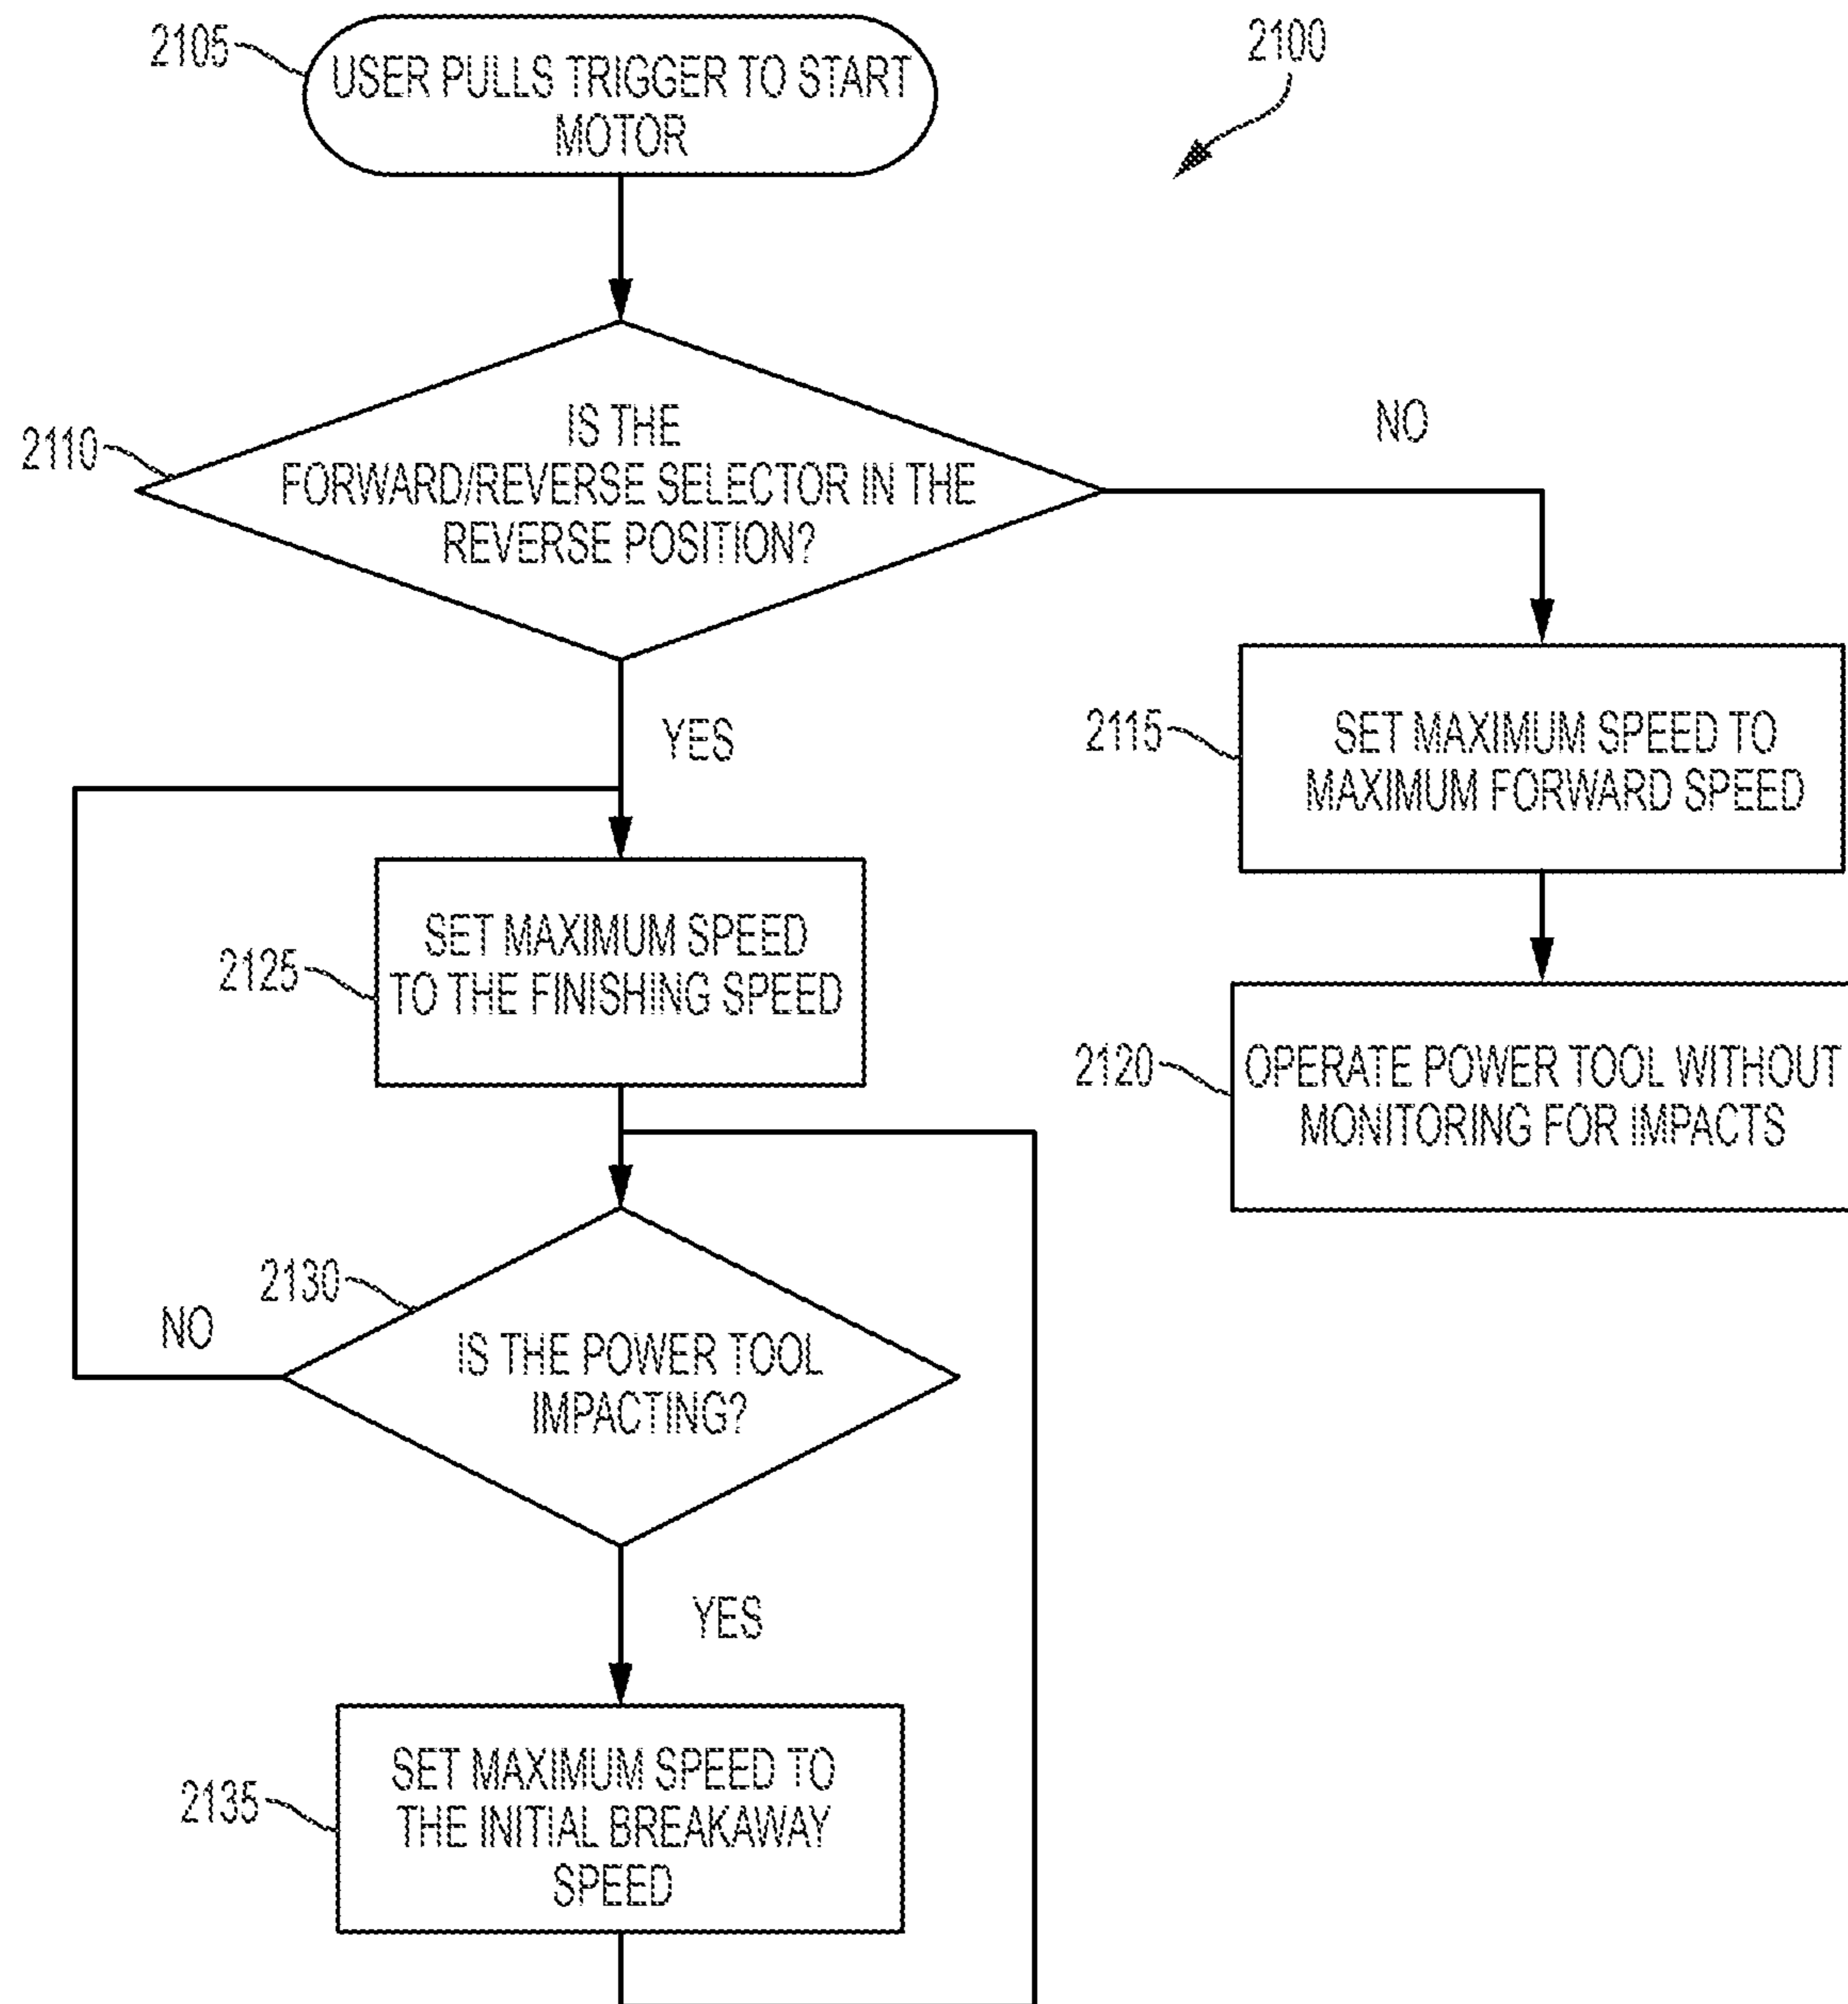 2105
USER PULLS TRIGGER TO START
MOTOR
2100
2110
IS THE
FORWARD/REVERSE SELECTOR IN THE
REVERSE POSITION?
NO
YES
2115
SET MAXIMUM SPEED TO
MAXIMUM FORWARD SPEED
2125
SET MAXIMUM SPEED
TO THE FINISHING SPEED
2120
OPERATE POWER TOOL WITHOUT
MONITORING FOR IMPACTS
2130
NO
IS THE POWER TOOL
IMPACTING?
YES
2135
SET MAXIMUM SPEED TO
THE INITIAL BREAKAWAY
SPEED